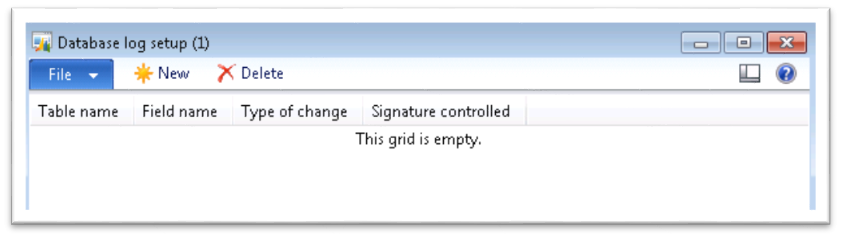 Database log setup (1)
File New Delete
Table name Field name Type of change Signature controlled
This grid is empty.